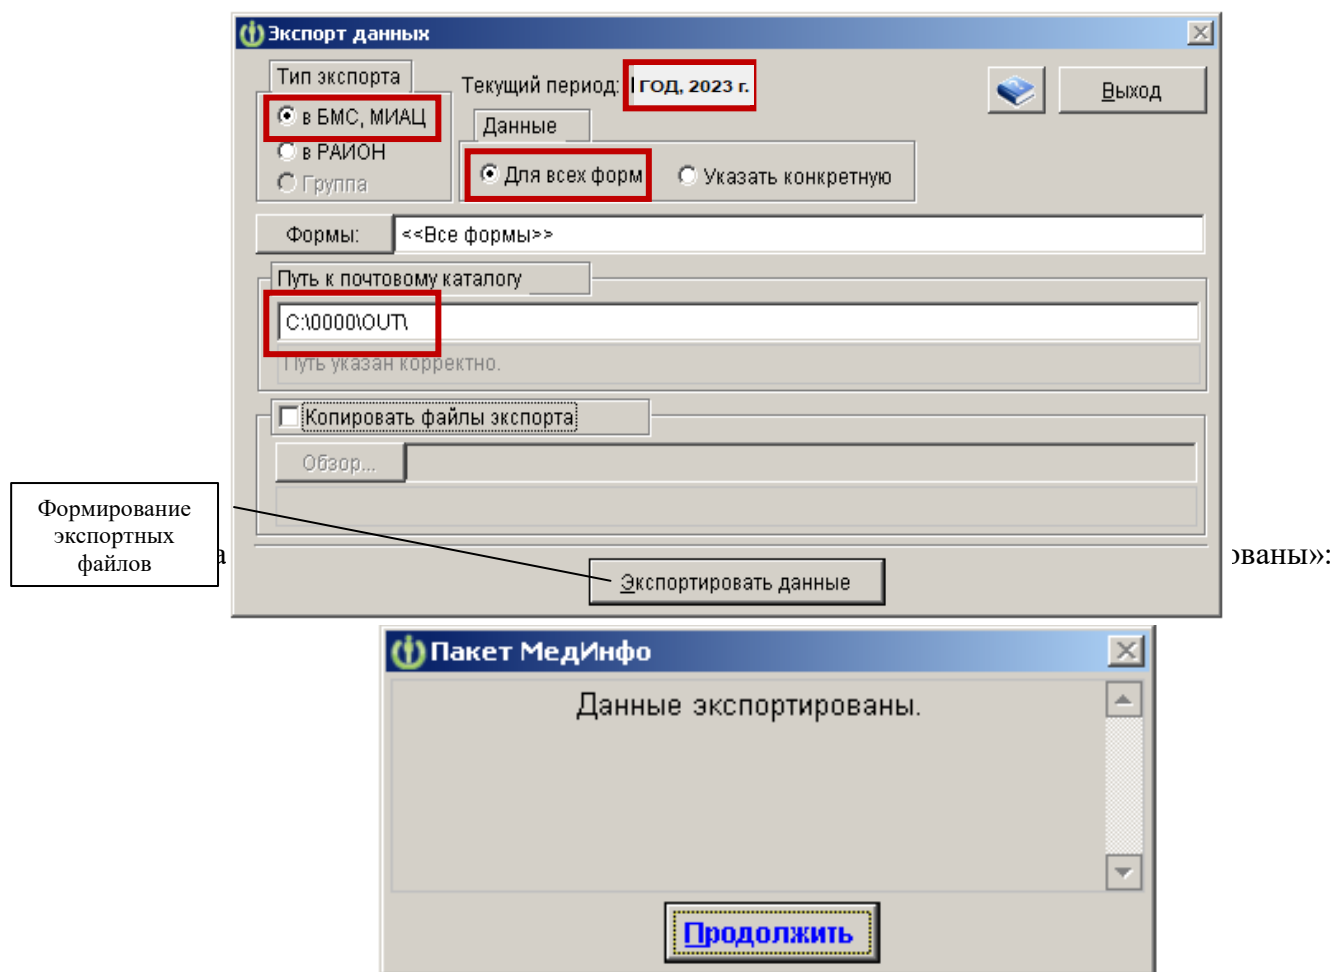 Экспорт данных
Тип экспорта
Текущий период: ГОД, 2023 г.
Выход
в БМС, МИАЦ
Данные
в РАЙОН
Для всех форм
Указать конкретную
Группа
Формы:
<<Все формы>>
Путь к почтовому каталогу
C:\0000\OUT\
Путь указан корректно.
Копировать файлы экспорта
Обзор...
Формирование
экспортных
файлов
Экспортировать данные
Пакет МедИнфо
Данные экспортированы.
Продолжить